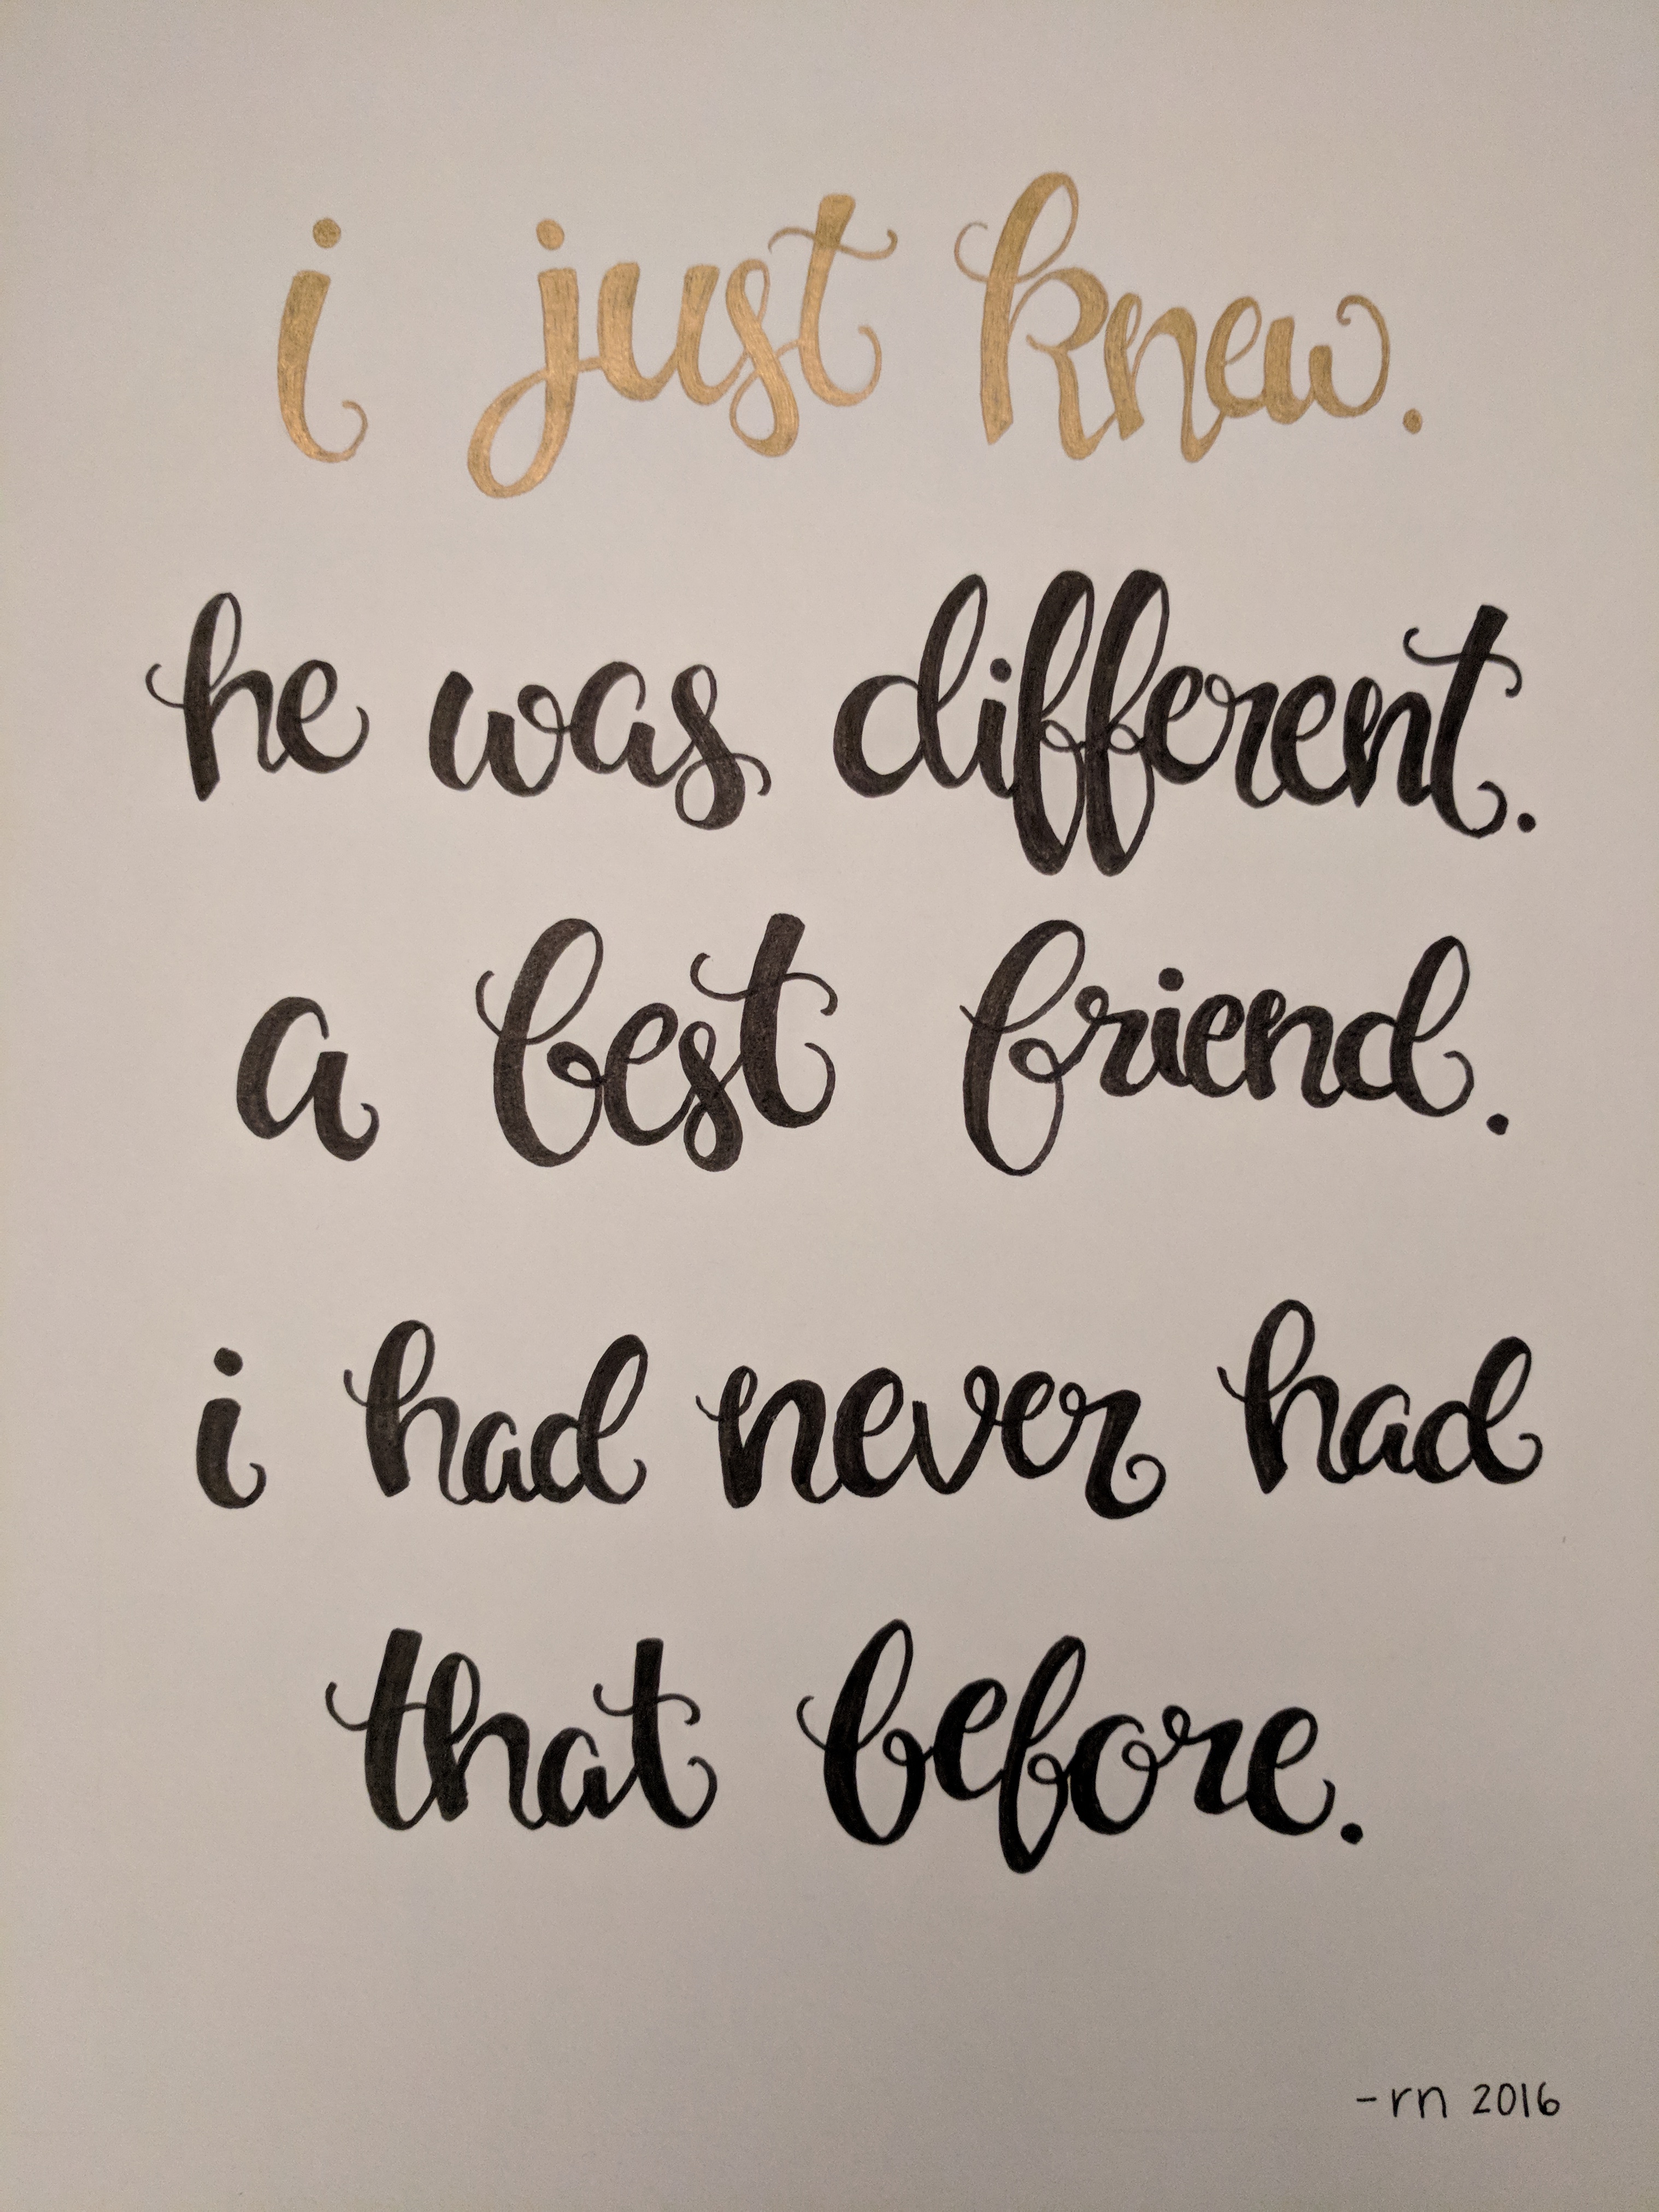 i just knew.
he was different.
a best friend.
i had never had
that before.
-rn 2016